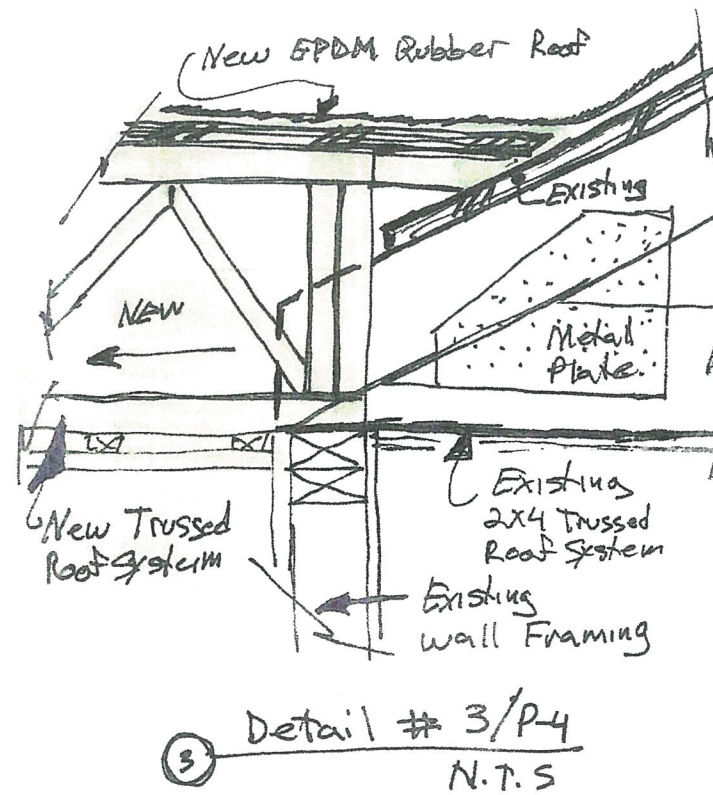 New EPDM Rubber Roof
Existing
NEW
Metal
Plate.
New Trussed
Roof System
Existing
2x4 Trussed
Roof System
Existing
Wall Framing
3
Detail # 3/P-4
N.T.S